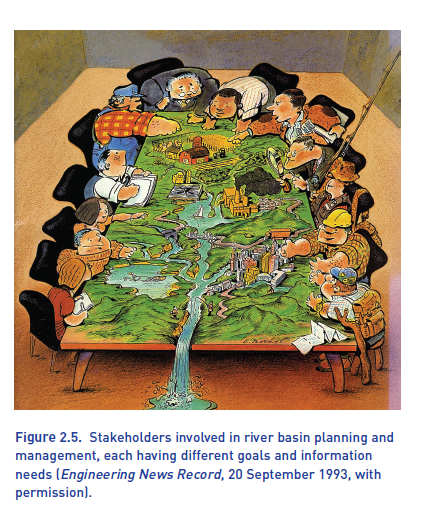 Figure 2.5. Stakeholders involved in river basin planning and
management, each having different goals and information
needs (Engineering News Record, 20 September 1993, with
permission).